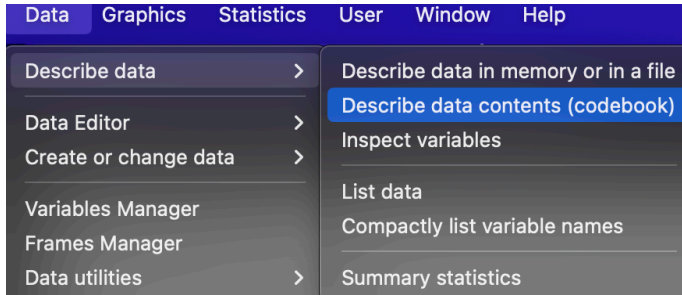 Data Graphics Statistics User Window Help
Describe data
Data Editor
Create or change data
Variables Manager
Frames Manager
Data utilities
Describe data in memory or in a file
Describe data contents (codebook)
Inspect variables
List data
Compactly list variable names
Summary statistics